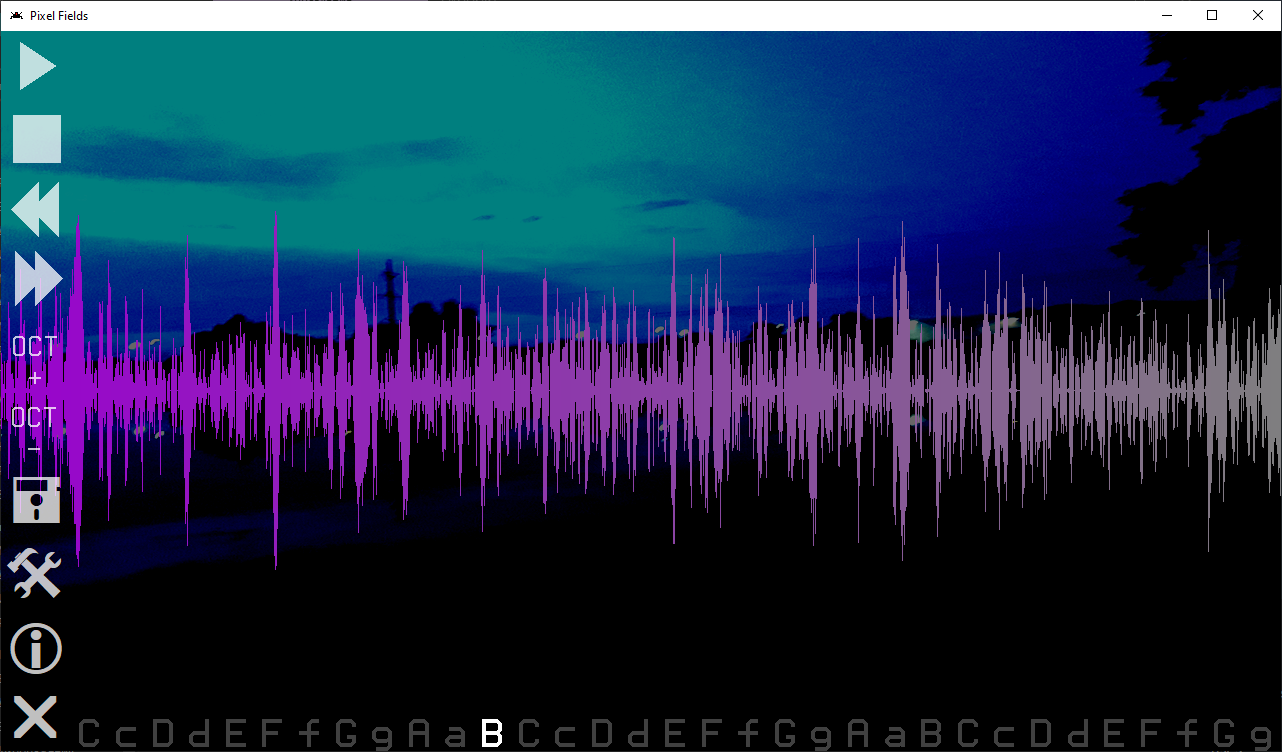 Pixel Fields
OCT
+
OCT
−
C c D d E F f G g A a B C c D d E F f G g A a B C c D d E F f G g